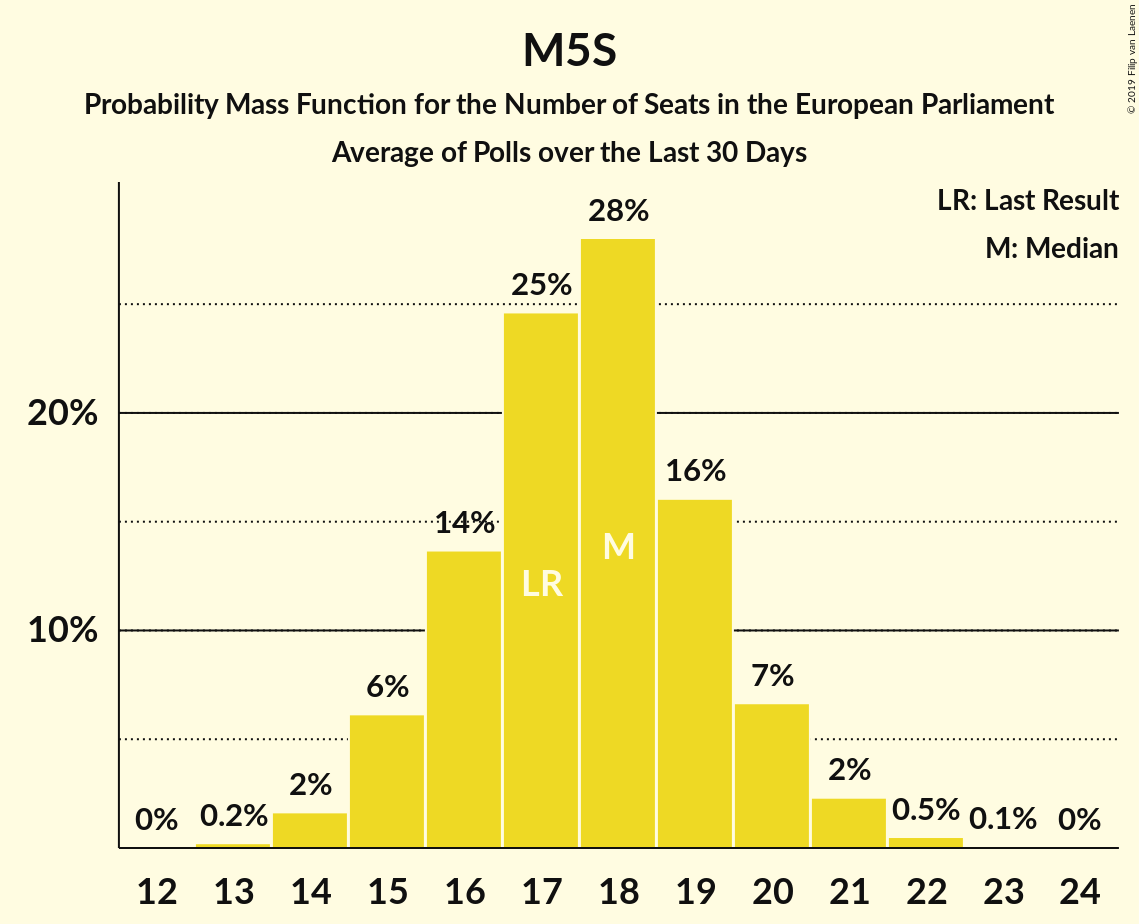 M5S
Probability Mass Function for the Number of Seats in the European Parliament
Average of Polls over the Last 30 Days
© 2019 Filip van Laenen
LR: Last Result
M: Median
28%
25%
20%
16%
14%
M
LR
10%
7%
6%
2%
2%
0%
0.2%
0.5%
0.1%
0%
12 13 14 15 16 17 18 19 20 21 22 23 24